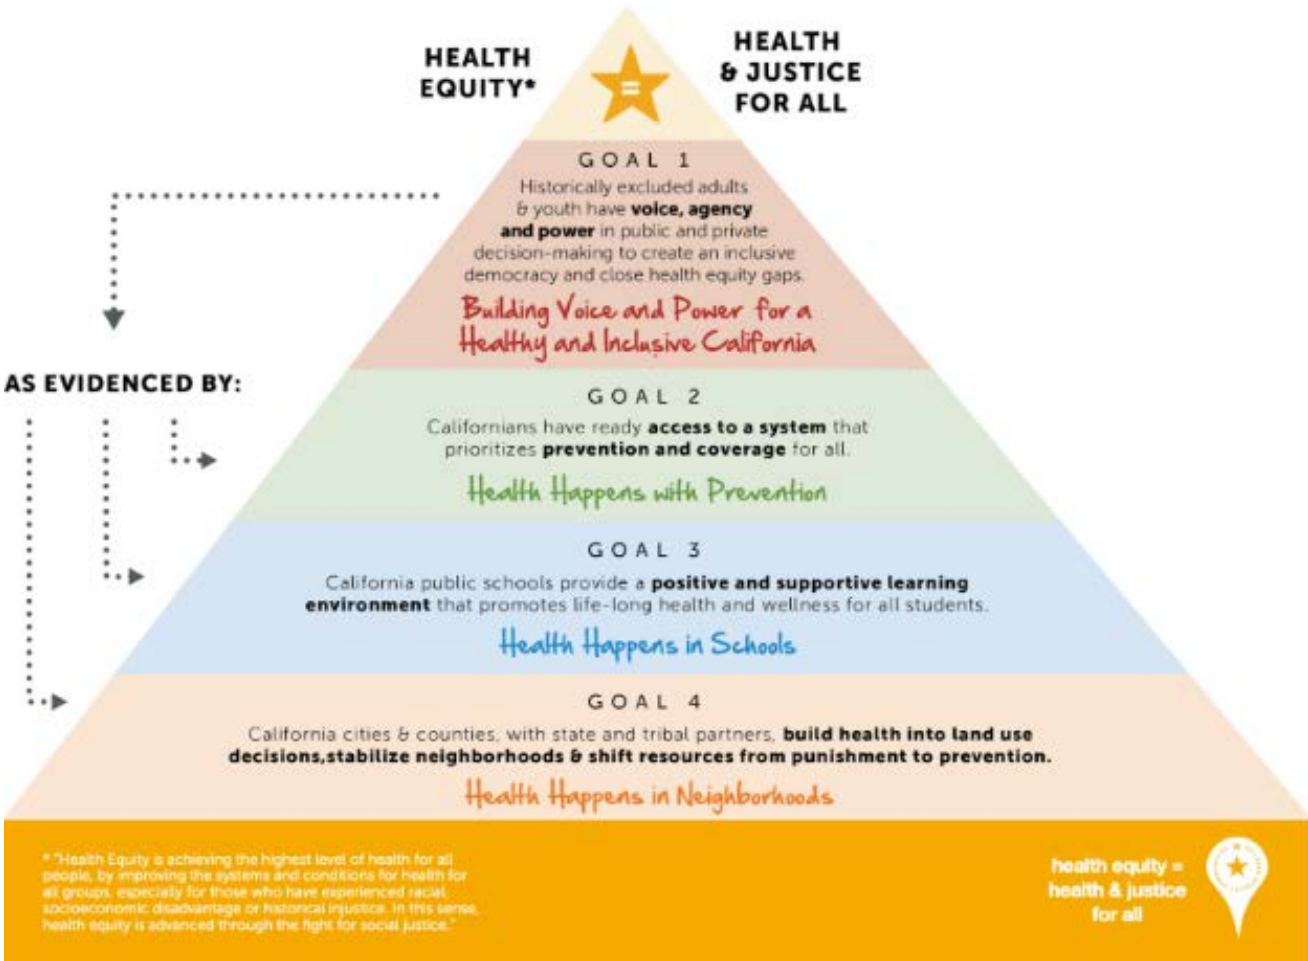 HEALTH
EQUITY*
=
HEALTH
& JUSTICE
FOR ALL
GOAL 1
Historically excluded adults
& youth have voice, agency
and power in public and private
decision-making to create an inclusive
democracy and close health equity gaps.
Building Voice and Power for a
Healthy and Inclusive California
AS EVIDENCED BY:
GOAL 2
Californians have ready access to a system that
prioritizes prevention and coverage for all.
Health Happens with Prevention
GOAL 3
California public schools provide a positive and supportive learning
environment that promotes life-long health and wellness for all students.
Health Happens in Schools
GOAL 4
California cities & counties, with state and tribal partners, build health into land use
decisions,stabilize neighborhoods & shift resources from punishment to prevention.
Health Happens in Neighborhoods
* "Health Equity is achieving the highest level of health for all
people, by improving the systems and conditions for health for
all groups, especially for those who have experienced racial,
socioeconomic disadvantage or historical injustice. In this sense,
health equity is advanced through the fight for social justice."
health equity =
health & justice
for all